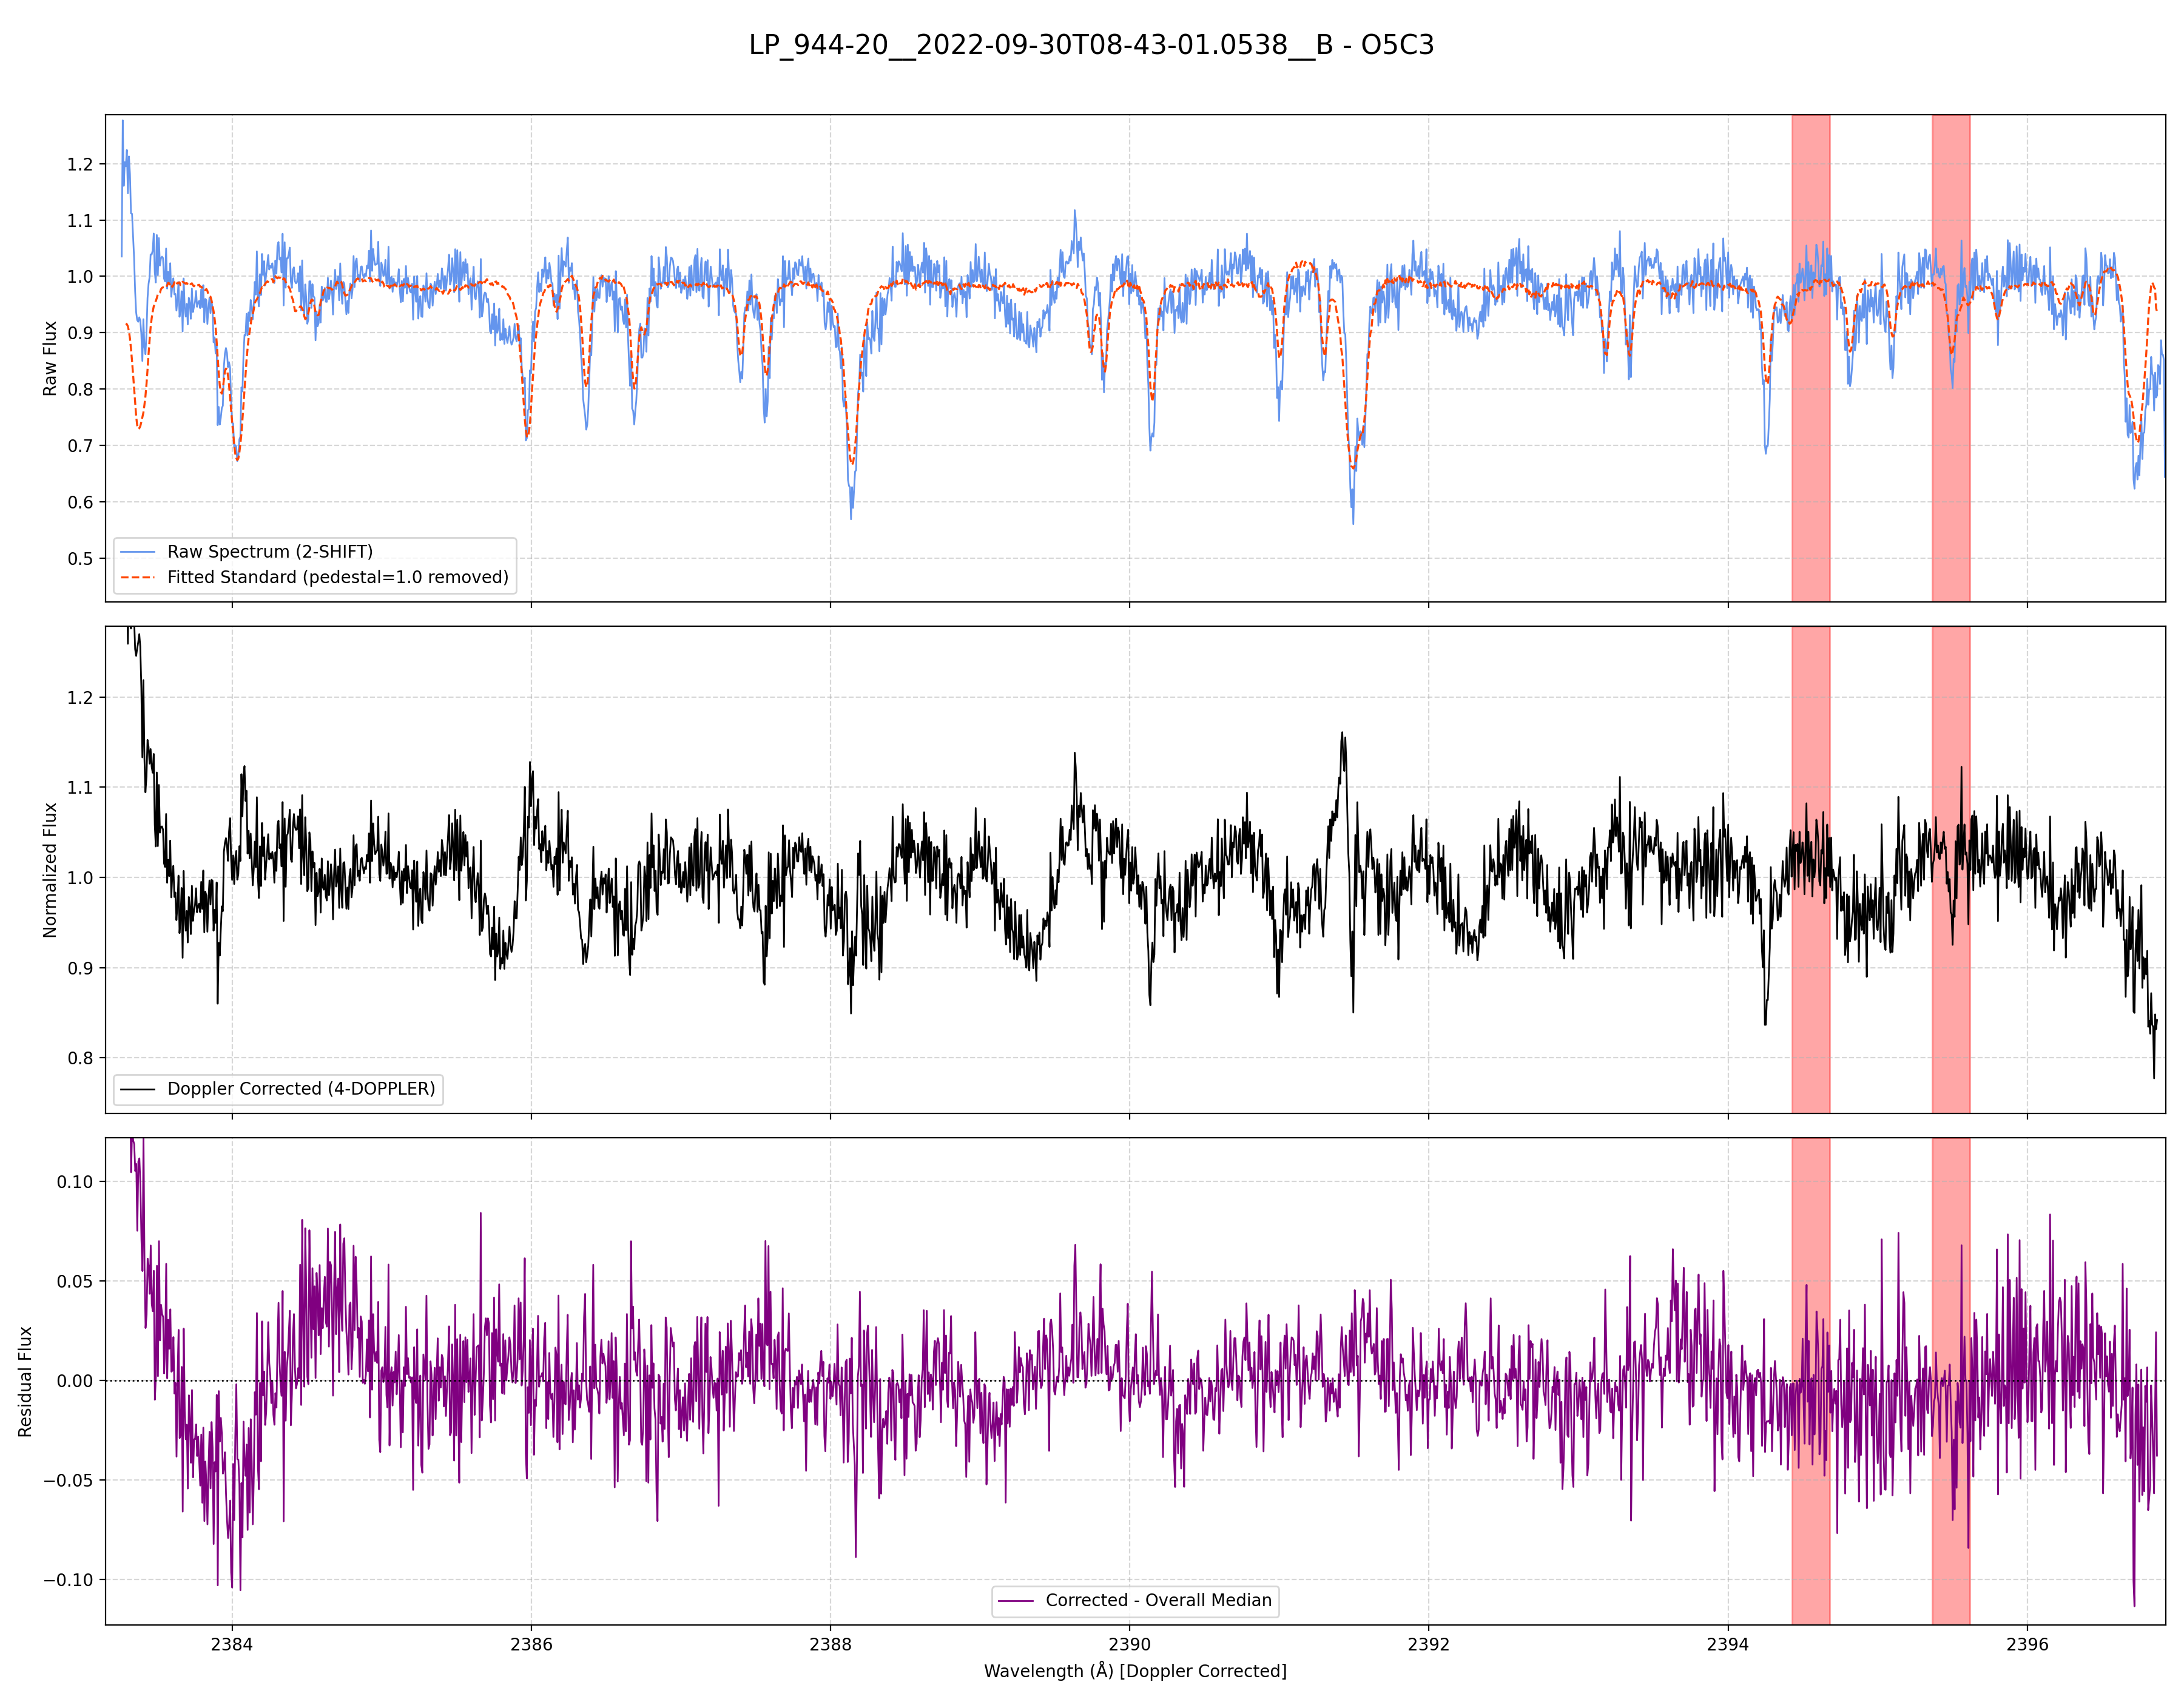 LP_944-20__2022-09-30T08-43-01.0538__B - O5C3
Raw Flux
1.2
1.1
1.0
0.9
0.8
0.7
0.6
0.5
Raw Spectrum (2-SHIFT)
Fitted Standard (pedestal=1.0 removed)
Normalized Flux
1.2
1.1
1.0
0.9
0.8
Doppler Corrected (4-DOPPLER)
Residual Flux
0.10
0.05
0.00
−0.05
−0.10
Corrected - Overall Median
2384 2386 2388 2390 2392 2394 2396
Wavelength (Å) [Doppler Corrected]